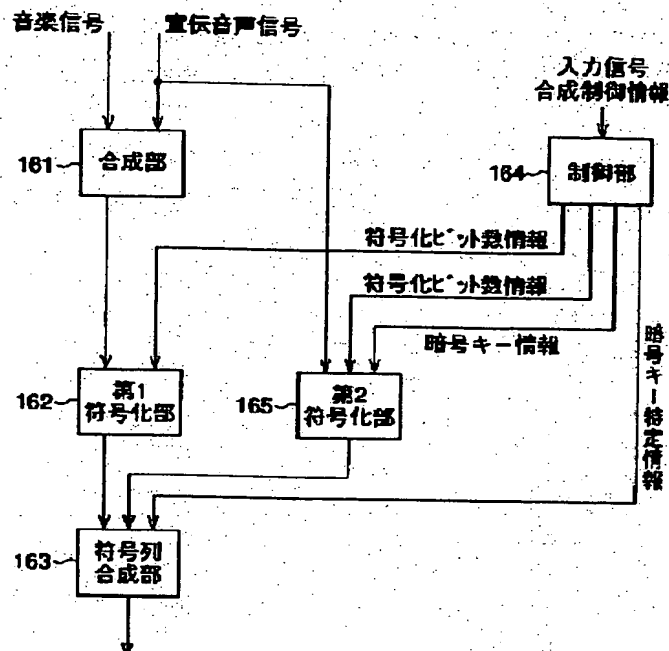 音楽信号
宣伝音声信号
入力信号
合成制御情報
161
合成部
164
制御部
符号化ビット数情報
符号化ビット数情報
暗号キー情報
暗号キー特定情報
162
第1
符号化部
165
第2
符号化部
163
符号列
合成部